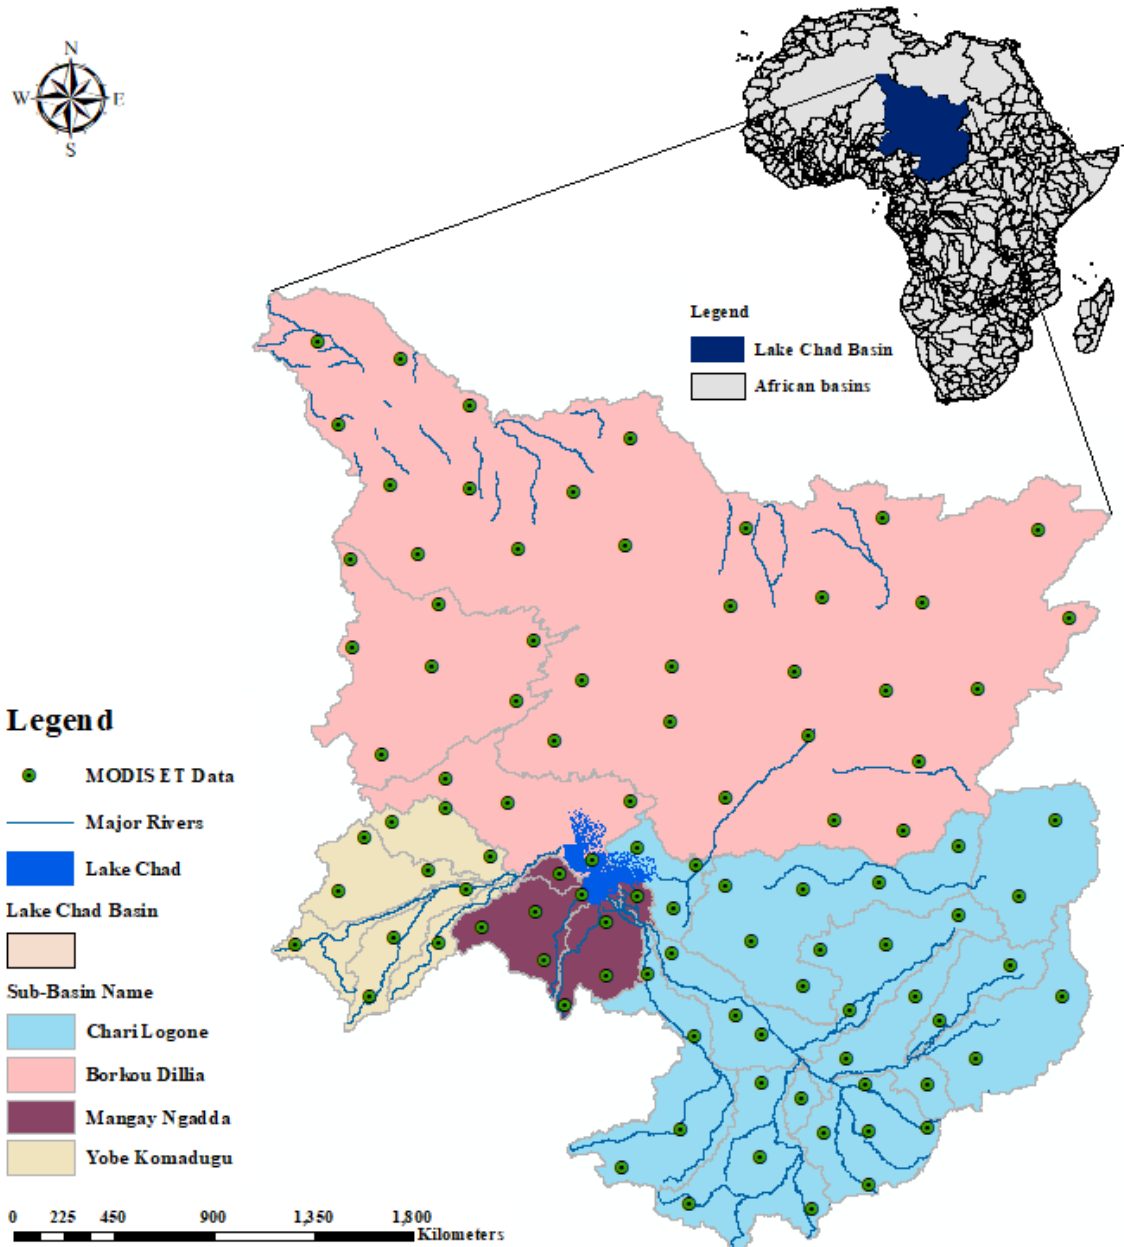 N
W E
S
Legend
Lake Chad Basin
African basins
Legend
MODIS ET Data
Major Rivers
Lake Chad
Lake Chad Basin
Sub-Basin Name
Chari Logone
Borkou Dillia
Mangay Ngadda
Yobe Komadugu
0 225 450 900 1,350 1,800
Kilometers